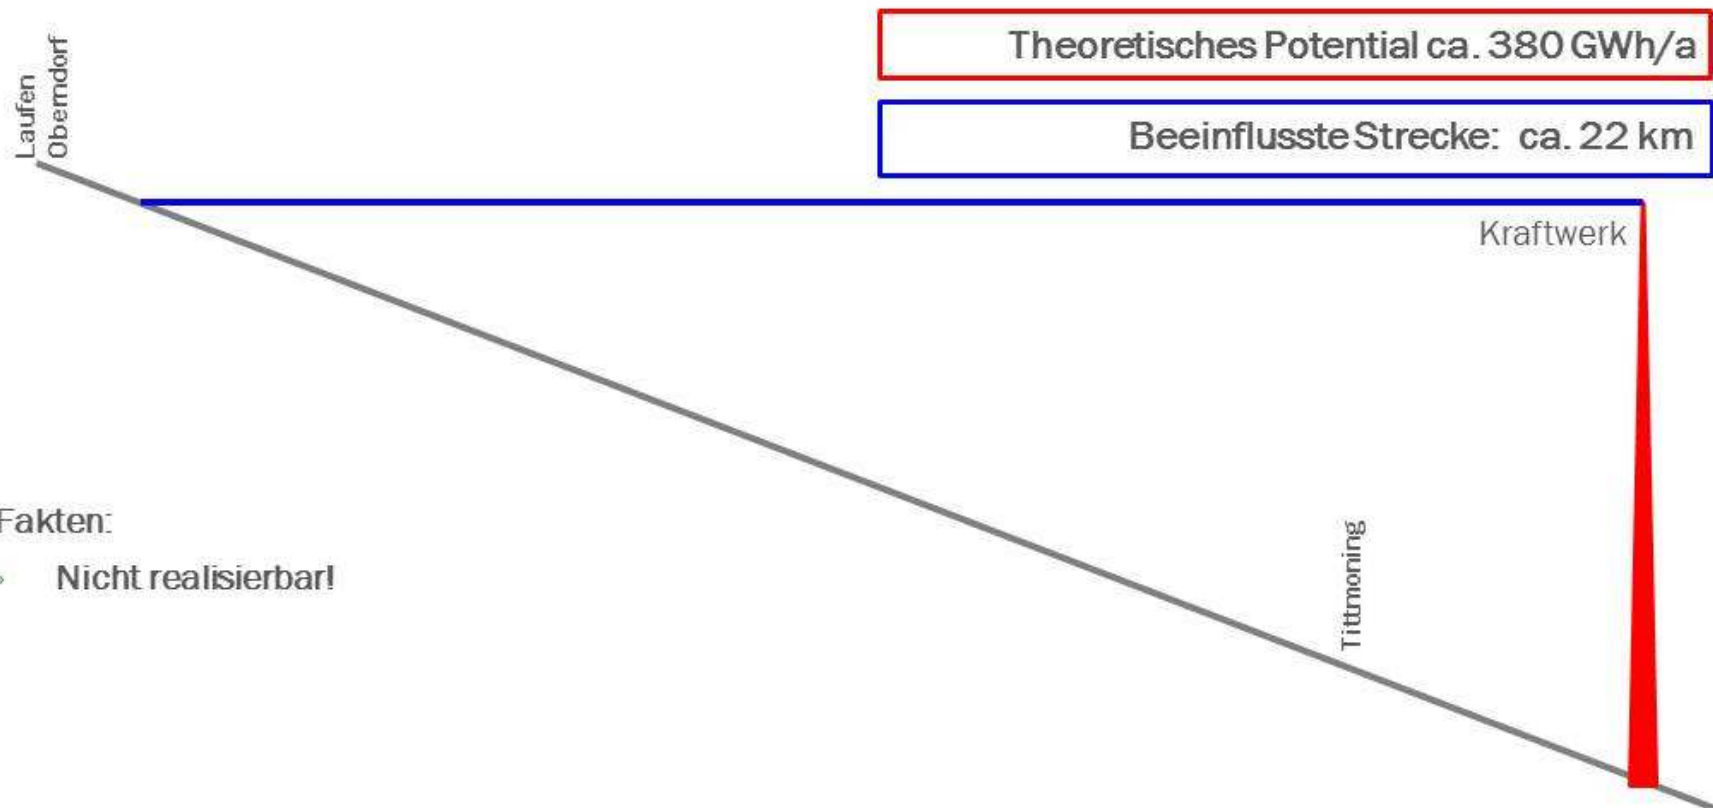 Laufen
Oberndorf
Theoretisches Potential ca. 380 GWh/a
Beeinflusste Strecke: ca. 22 km
Kraftwerk
Tittmoning
Fakten:
Nicht realisierbar!